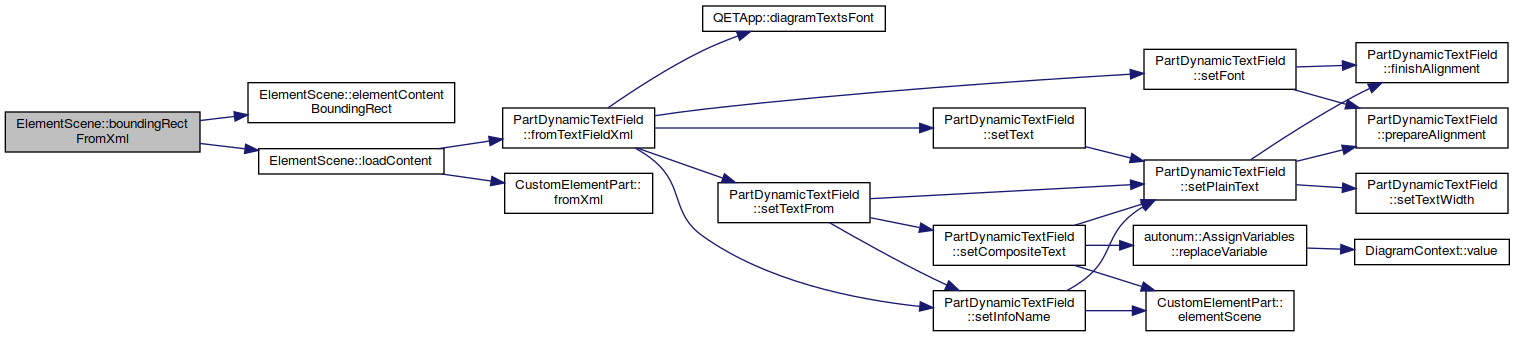 ElementScene::boundingRect
FromXml
ElementScene::elementContent
BoundingRect
ElementScene::loadContent
PartDynamicTextField
::fromTextFieldXml
CustomElementPart::
fromXml
QETApp::diagramTextsFont
PartDynamicTextField
::setTextFrom
PartDynamicTextField
::setText
PartDynamicTextField
::setCompositeText
PartDynamicTextField
::setInfoName
PartDynamicTextField
::setFont
PartDynamicTextField
::setPlainText
autonum::AssignVariables
::replaceVariable
CustomElementPart::
elementScene
PartDynamicTextField
::finishAlignment
PartDynamicTextField
::prepareAlignment
PartDynamicTextField
::setTextWidth
DiagramContext::value